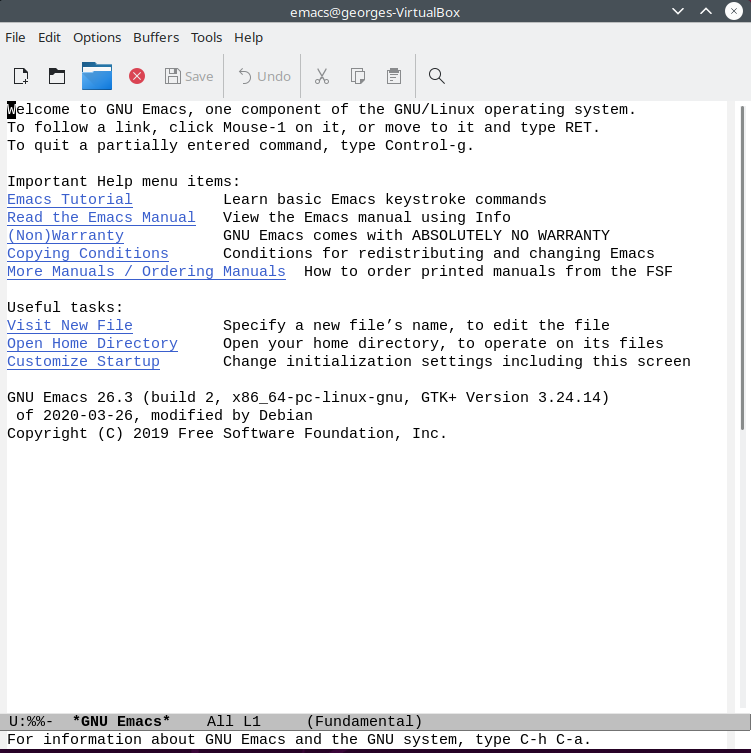 emacs@georges-VirtualBox
File Edit Options Buffers Tools Help
Save Undo
Welcome to GNU Emacs, one component of the GNU/Linux operating system.
To follow a link, click Mouse-1 on it, or move to it and type RET.
To quit a partially entered command, type Control-g.
Important Help menu items:
Emacs Tutorial Learn basic Emacs keystroke commands
Read the Emacs Manual View the Emacs manual using Info
(Non)Warranty GNU Emacs comes with ABSOLUTELY NO WARRANTY
Copying Conditions Conditions for redistributing and changing Emacs
More Manuals / Ordering Manuals How to order printed manuals from the FSF
Useful tasks:
Visit New File Specify a new file’s name, to edit the file
Open Home Directory Open your home directory, to operate on its files
Customize Startup Change initialization settings including this screen
GNU Emacs 26.3 (build 2, x86_64-pc-linux-gnu, GTK+ Version 3.24.14)
of 2020-03-26, modified by Debian
Copyright (C) 2019 Free Software Foundation, Inc.
U:%%- *GNU Emacs* All L1 (Fundamental)
For information about GNU Emacs and the GNU system, type C-h C-a.